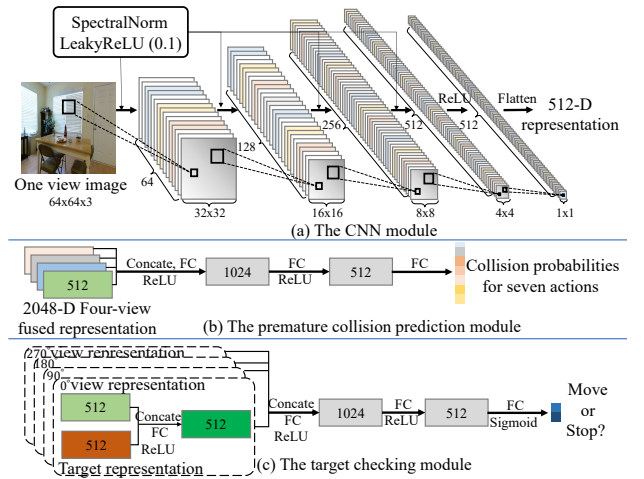 SpectralNorm
LeakyReLU (0.1)
One view image
64x64x3
64
32x32
128
16x16
256
8x8
512
4x4
ReLU
512
1x1
Flatten
512-D
representation
(a) The CNN module
512
2048-D Four-view
fused representation
Concate, FC
ReLU
1024
FC
ReLU
512
FC
Collision probabilities
for seven actions
(b) The premature collision prediction module
270° view representation
180°
90°
0° view representation
512
512
Target representation
Concate
FC
ReLU
512
Concate
FC
ReLU
1024
FC
ReLU
512
FC
Sigmoid
Move
or
Stop?
(c) The target checking module